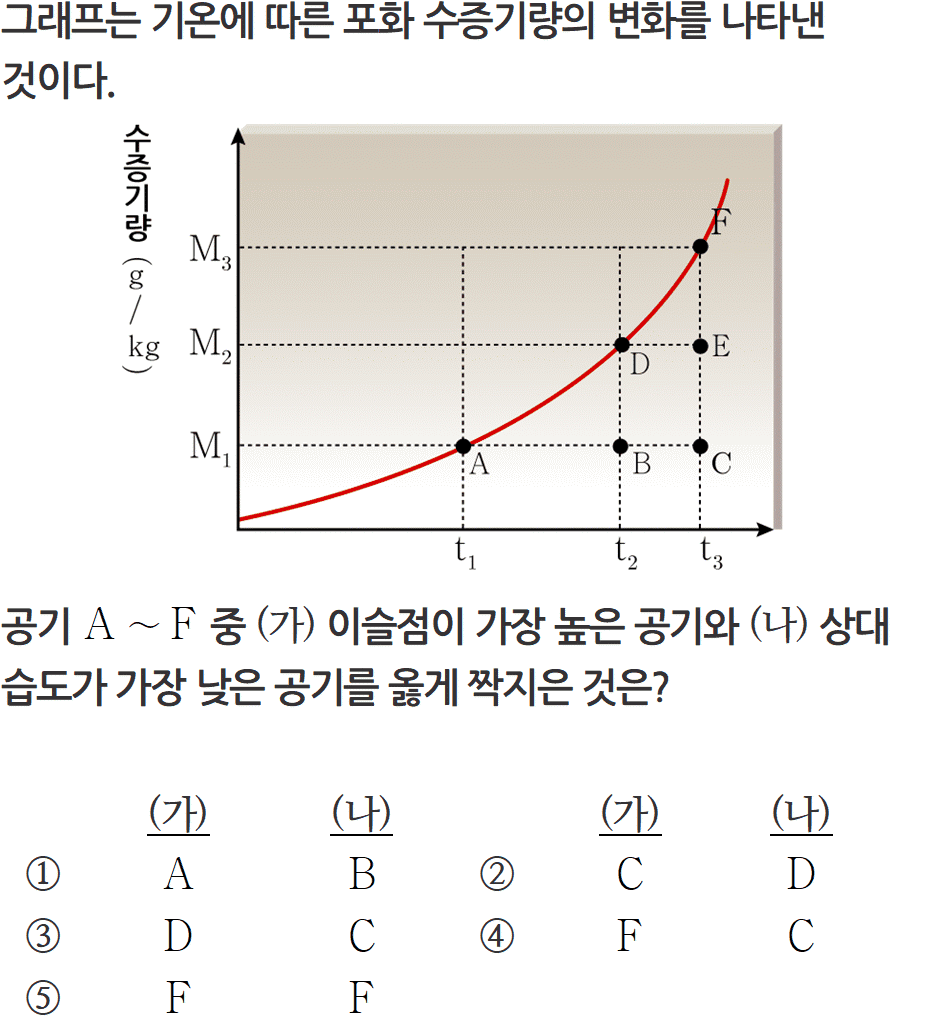 그래프는 기온에 따른 포화 수증기량의 변화를 나타낸
것이다.
수증기량 (g/kg)
M₃
M₂
M₁
F
E
D
A
B
C
t₁
t₂
t₃
공기 A ~ F 중 (가) 이슬점이 가장 높은 공기와 (나) 상대
습도가 가장 낮은 공기를 옳게 짝지은 것은?
(가) (나) (가) (나)
① A B ② C D
③ D C ④ F C
⑤ F F